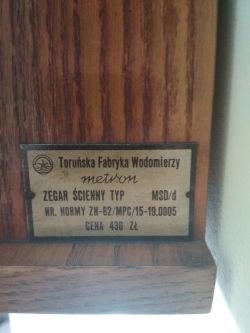 Toruńska Fabryka Wodomierzy
metron
ZEGAR ŚCIENNY TYP MSD/d
NR. NORMY ZN-62/MPC/15-19.0005
CENA 430 ZŁ